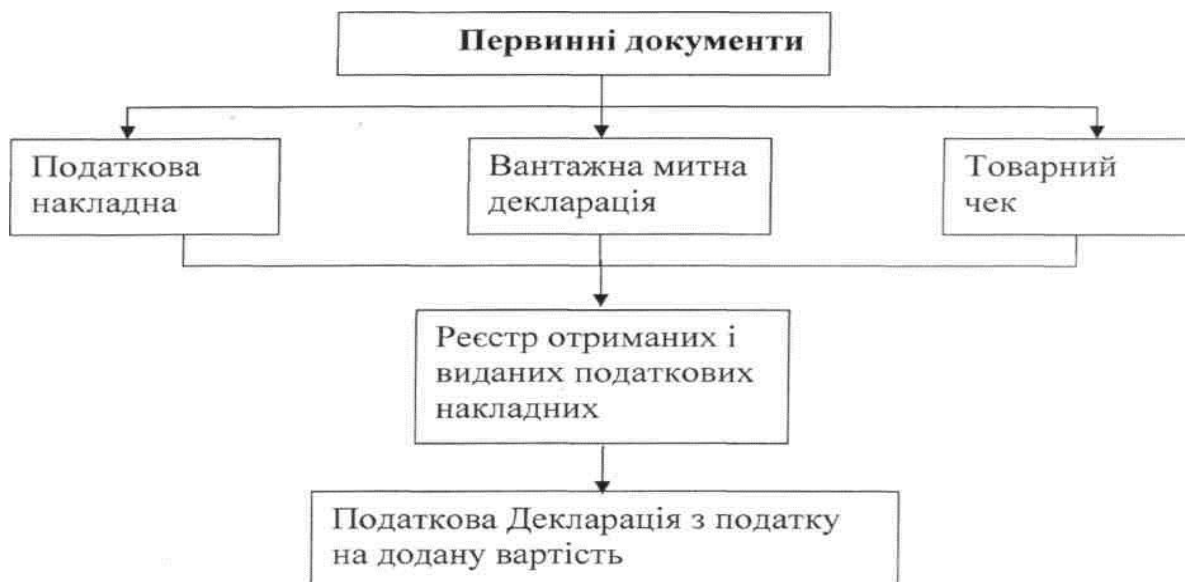 Первинні документи
Податкова
накладна
Вантажна митна
декларація
Товарний
чек
Реєстр отриманих і
виданих податкових
накладних
Податкова Декларація з податку
на додану вартість